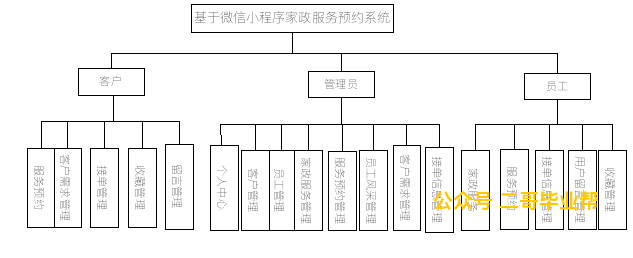 基于微信小程序家政服务预约系统
客户
管理员
员工
服务预约
客户需求管理
接单管理
收藏管理
留言管理
个人中心
客户管理
员工管理
家政服务管理
服务预约管理
员工风采管理
客户需求管理
接单信息管理
家政服务
服务预约
接单信息管理
用户留言管理
收藏管理
公众号 二哥毕业帮